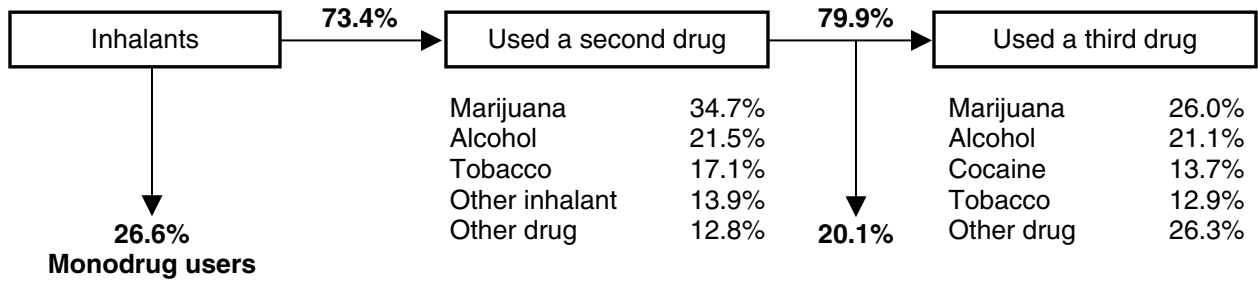 73.4% 79.9%
Inhalants Used a second drug Used a third drug
Marijuana 34.7% Marijuana 26.0%
Alcohol 21.5% Alcohol 21.1%
Tobacco 17.1% Cocaine 13.7%
Other inhalant 13.9% Tobacco 12.9%
26.6% Other drug 12.8% 20.1% Other drug 26.3%
Monodrug users